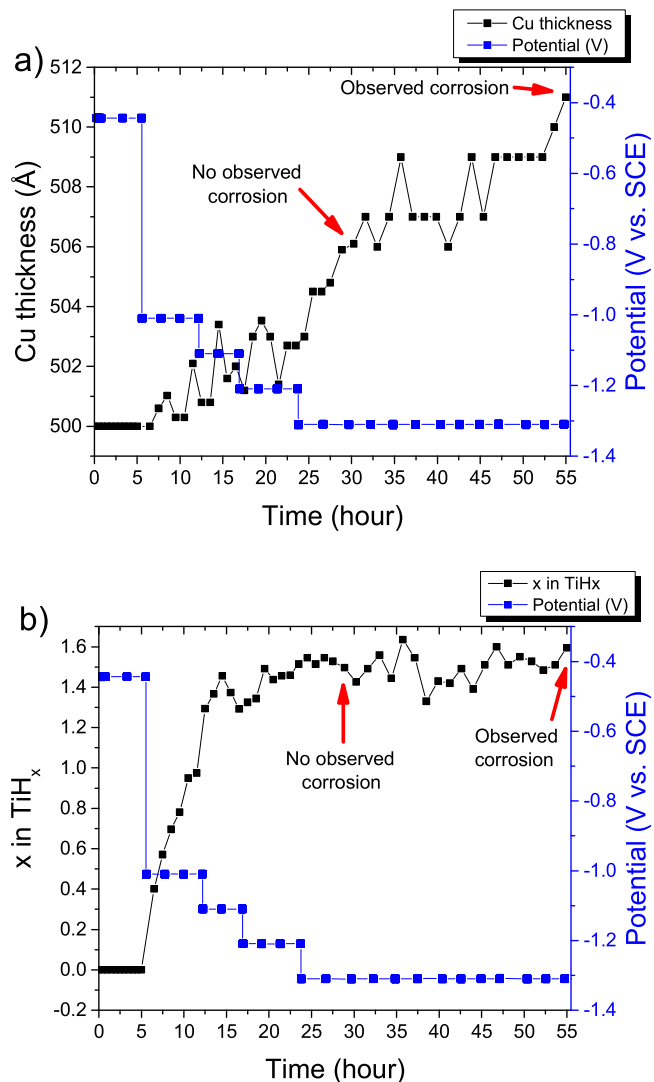 Cu thickness
Potential (V)
a)
512
510
508
506
504
502
500
Cu thickness (Å)
Observed corrosion
No observed
corrosion
-0.4
-0.6
-0.8
-1.0
-1.2
-1.4
Potential (V vs. SCE)
0 5 10 15 20 25 30 35 40 45 50 55
Time (hour)
x in TiHx
Potential (V)
b)
1.6
1.4
1.2
1.0
0.8
0.6
0.4
0.2
0.0
-0.2
x in TiHx
No observed
corrosion
Observed
corrosion
-0.4
-0.6
-0.8
-1.0
-1.2
-1.4
Potential (V vs. SCE)
0 5 10 15 20 25 30 35 40 45 50 55
Time (hour)